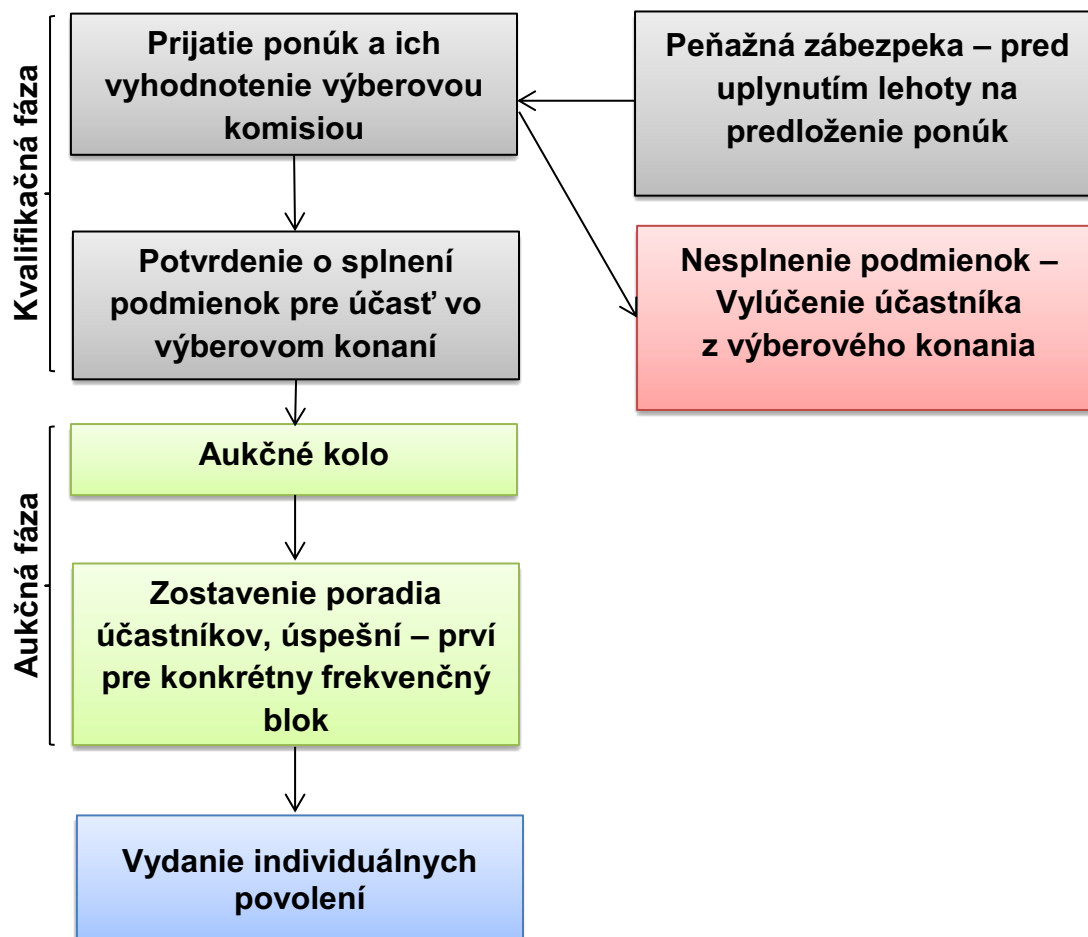 Kvalifikačná fáza
Prijatie ponúk a ich
vyhodnotenie výberovou
komisiou
Peňažná zábezpeka – pred
uplynutím lehoty na
predloženie ponúk
Potvrdenie o splnení
podmienok pre účasť vo
výberovom konaní
Nesplnenie podmienok –
Vylúčenie účastníka
z výberového konania
Aukčná fáza
Aukčné kolo
Zostavenie poradia
účastníkov, úspešní – prví
pre konkrétny frekvenčný
blok
Vydanie individuálnych
povolení